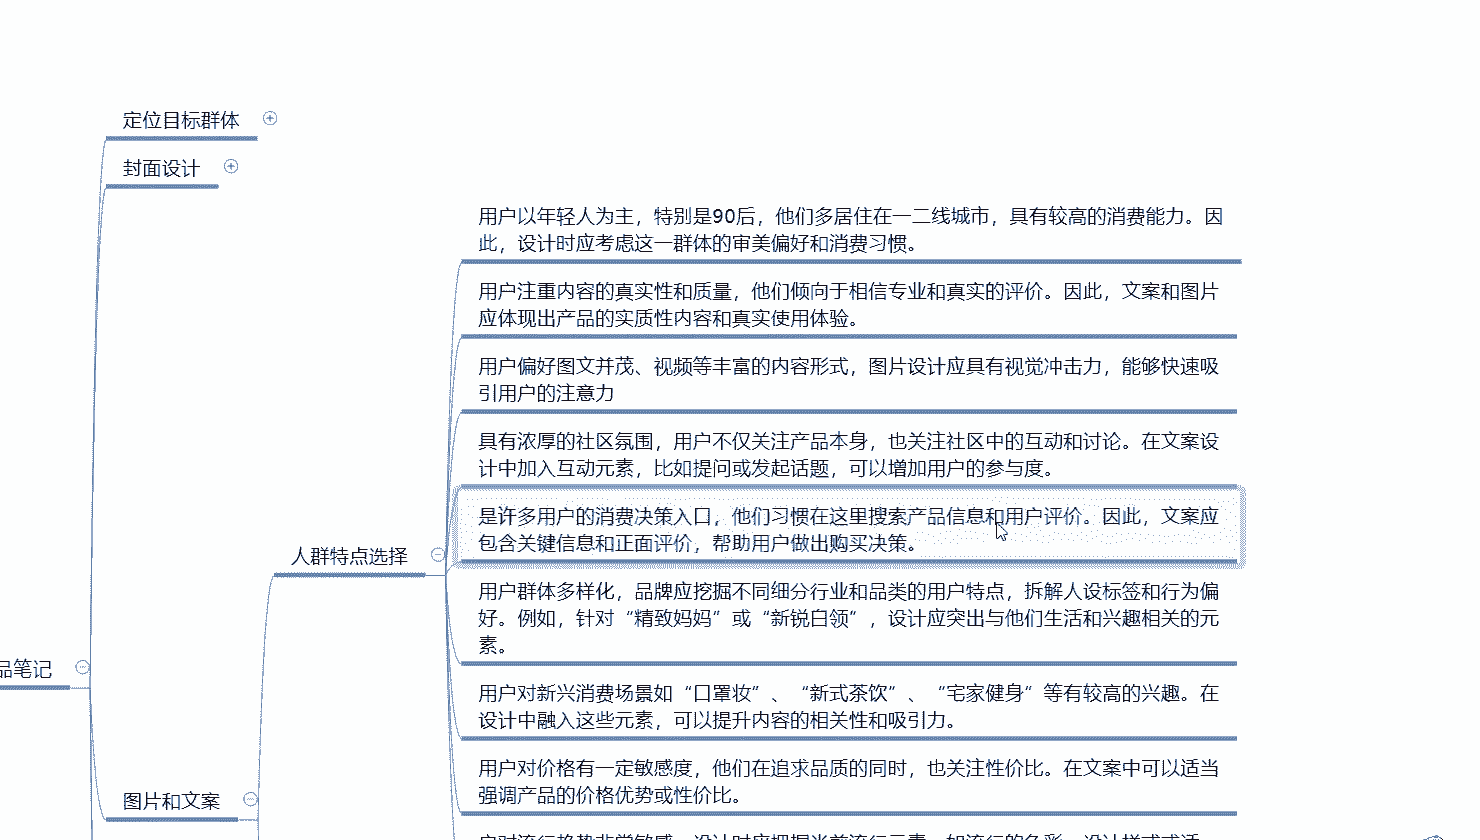 定位目标群体
封面设计
用户以年轻人为主，特别是90后，他们多居住在一二线城市，具有较高的消费能力。因
此，设计时应考虑这一群体的审美偏好和消费习惯。
用户注重内容的真实性和质量，他们倾向于相信专业和真实的评价。因此，文案和图片
应体现出产品的实质性内容和真实使用体验。
用户偏好图文并茂、视频等丰富的内容形式，图片设计应具有视觉冲击力，能够快速吸
引用户的注意力
具有浓厚的社区氛围，用户不仅关注产品本身，也关注社区中的互动和讨论。在文案设
计中加入互动元素，比如提问或发起话题，可以增加用户的参与度。
是许多用户的消费决策入口，他们习惯在这里搜索产品信息和用户评价。因此，文案应
包含关键信息和正面评价，帮助用户做出购买决策。
人群特点选择
用户群体多样化，品牌应挖掘不同细分行业和品类的用户特点，拆解人设标签和行为偏
好。例如，针对“精致妈妈”或“新锐白领”，设计应突出与他们生活和兴趣相关的元
素。
品笔记
用户对新兴消费场景如“口罩妆”、“新式茶饮”、“宅家健身”等有较高的兴趣。在
设计中融入这些元素，可以提升内容的相关性和吸引力。
用户对价格有一定敏感度，他们在追求品质的同时，也关注性价比。在文案中可以适当
强调产品的价格优势或性价比。
图片和文案